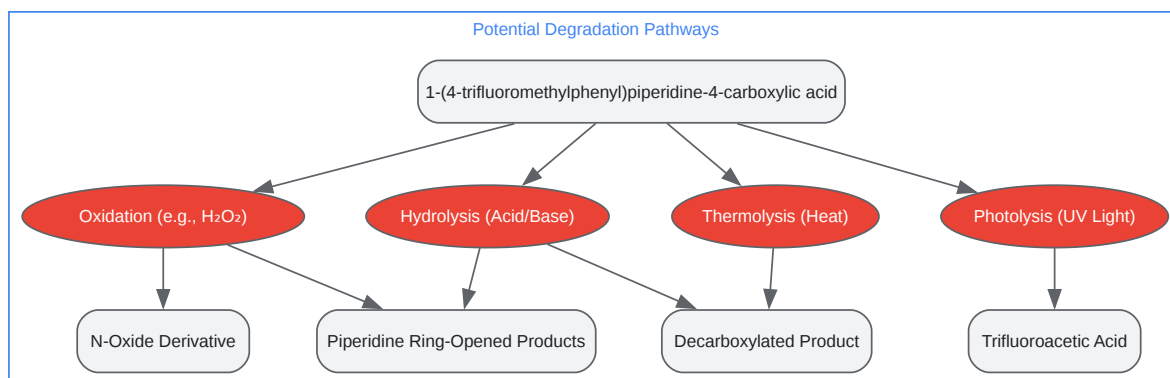 Potential Degradation Pathways
1-(4-trifluoromethylphenyl)piperidine-4-carboxylic acid
Oxidation (e.g., H₂O₂)
Hydrolysis (Acid/Base)
Thermolysis (Heat)
Photolysis (UV Light)
N-Oxide Derivative
Piperidine Ring-Opened Products
Decarboxylated Product
Trifluoroacetic Acid